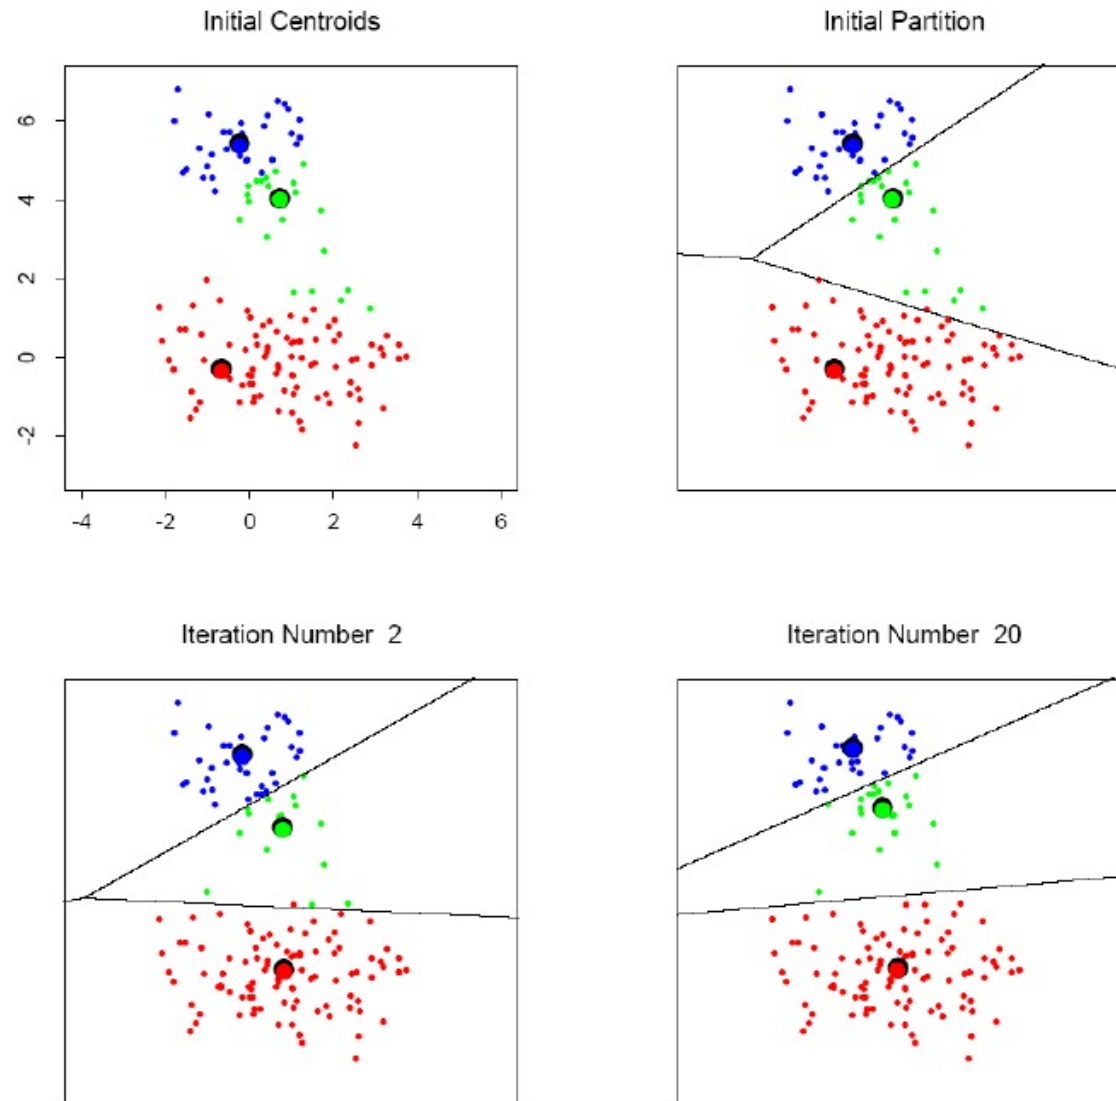 Initial Centroids
Initial Partition
6
4
2
0
-2
-4 -2 0 2 4 6
Iteration Number 2
Iteration Number 20